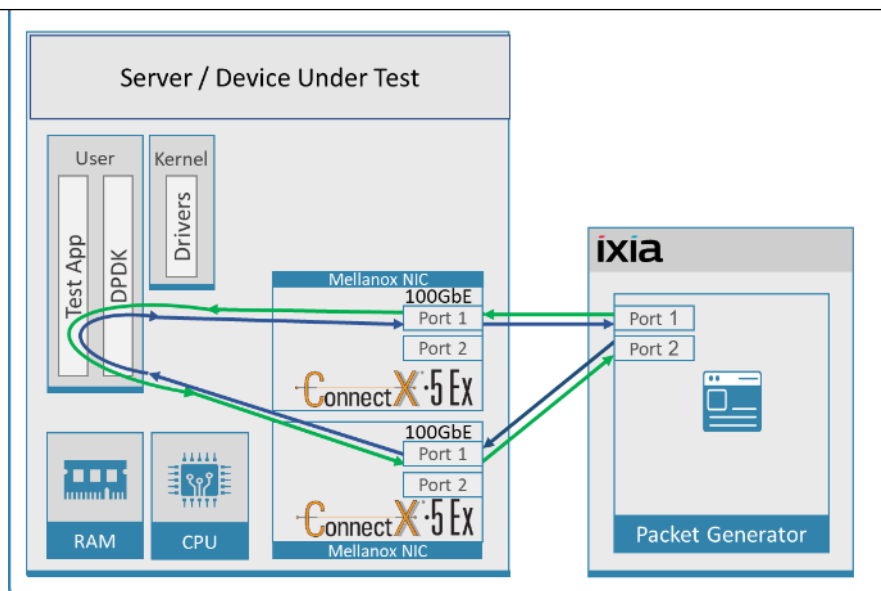 Server / Device Under Test
User
Kernel
Test App
DPDK
Drivers
Mellanox NIC
100GbE
Port 1
Port 2
ConnectX·5 Ex
100GbE
Port 1
Port 2
ConnectX·5 Ex
Mellanox NIC
RAM
CPU
ixia
Port 1
Port 2
Packet Generator